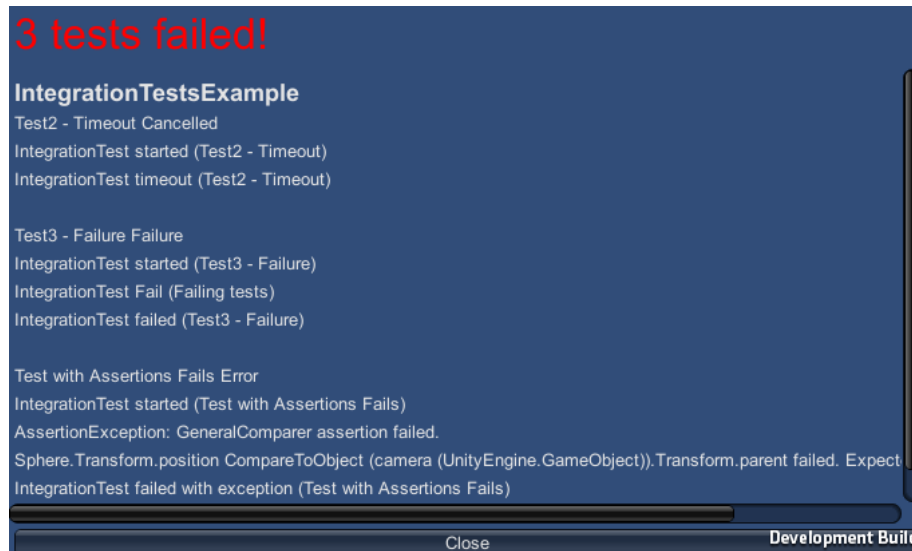 3 tests failed!
IntegrationTestsExample
Test2 - Timeout Cancelled
IntegrationTest started (Test2 - Timeout)
IntegrationTest timeout (Test2 - Timeout)
Test3 - Failure Failure
IntegrationTest started (Test3 - Failure)
IntegrationTest Fail (Failing tests)
IntegrationTest failed (Test3 - Failure)
Test with Assertions Fails Error
IntegrationTest started (Test with Assertions Fails)
AssertionException: GeneralComparer assertion failed.
Sphere.Transform.position CompareToObject (camera (UnityEngine.GameObject)).Transform.parent failed. Expect
IntegrationTest failed with exception (Test with Assertions Fails)
Close
Development Build